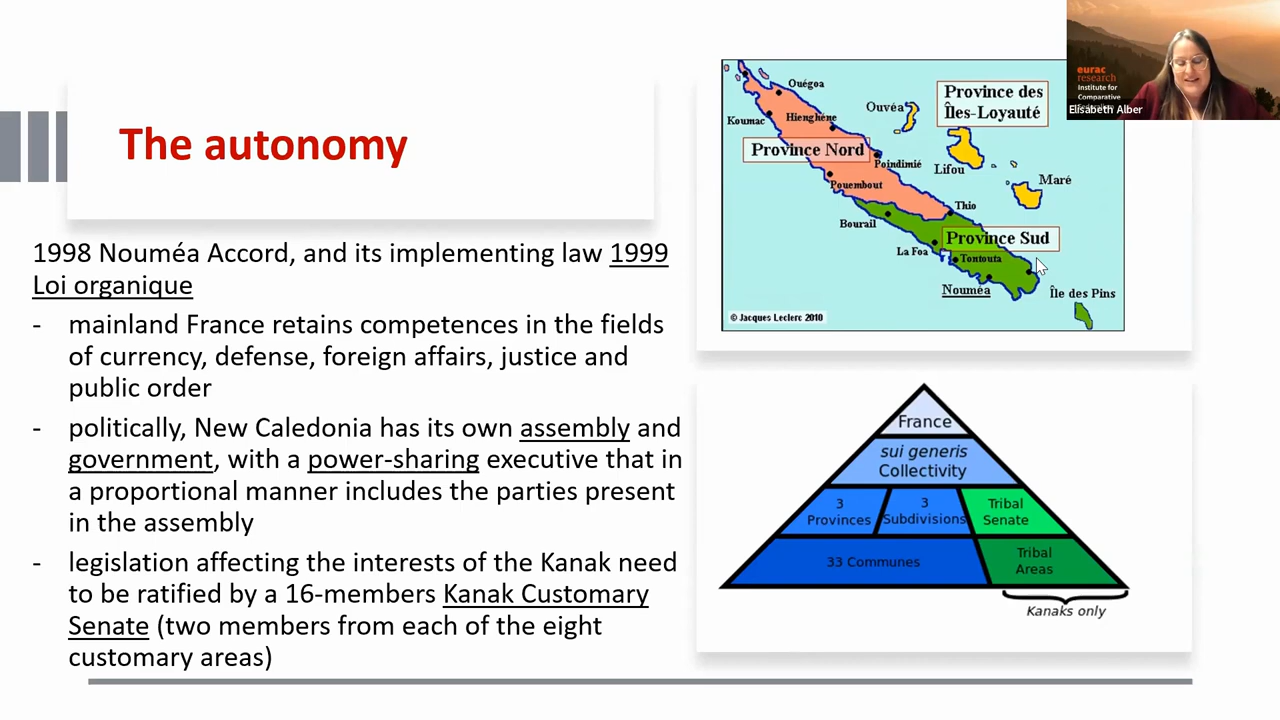 The autonomy
1998 Nouméa Accord, and its implementing law 1999
Loi organique
- mainland France retains competences in the fields
of currency, defense, foreign affairs, justice and
public order
- politically, New Caledonia has its own assembly and
government, with a power-sharing executive that in
a proportional manner includes the parties present
in the assembly
- legislation affecting the interests of the Kanak need
to be ratified by a 16-members Kanak Customary
Senate (two members from each of the eight
customary areas)
Ouégoa
Koumac
Hienghène
Ouvéa
Province des
Îles-Loyauté
Province Nord
Poindimié
Lifou
Pouembout
Maré
Thio
Bourail
Province Sud
La Foa
Tontouta
Nouméa
Île des Pins
© Jacques Leclerc 2010
France
sui generis
Collectivity
3
Provinces
3
Subdivisions
Tribal
Senate
33 Communes
Tribal
Areas
Kanaks only
eurac
research
Institute for
Comparative
Elisabeth Alber